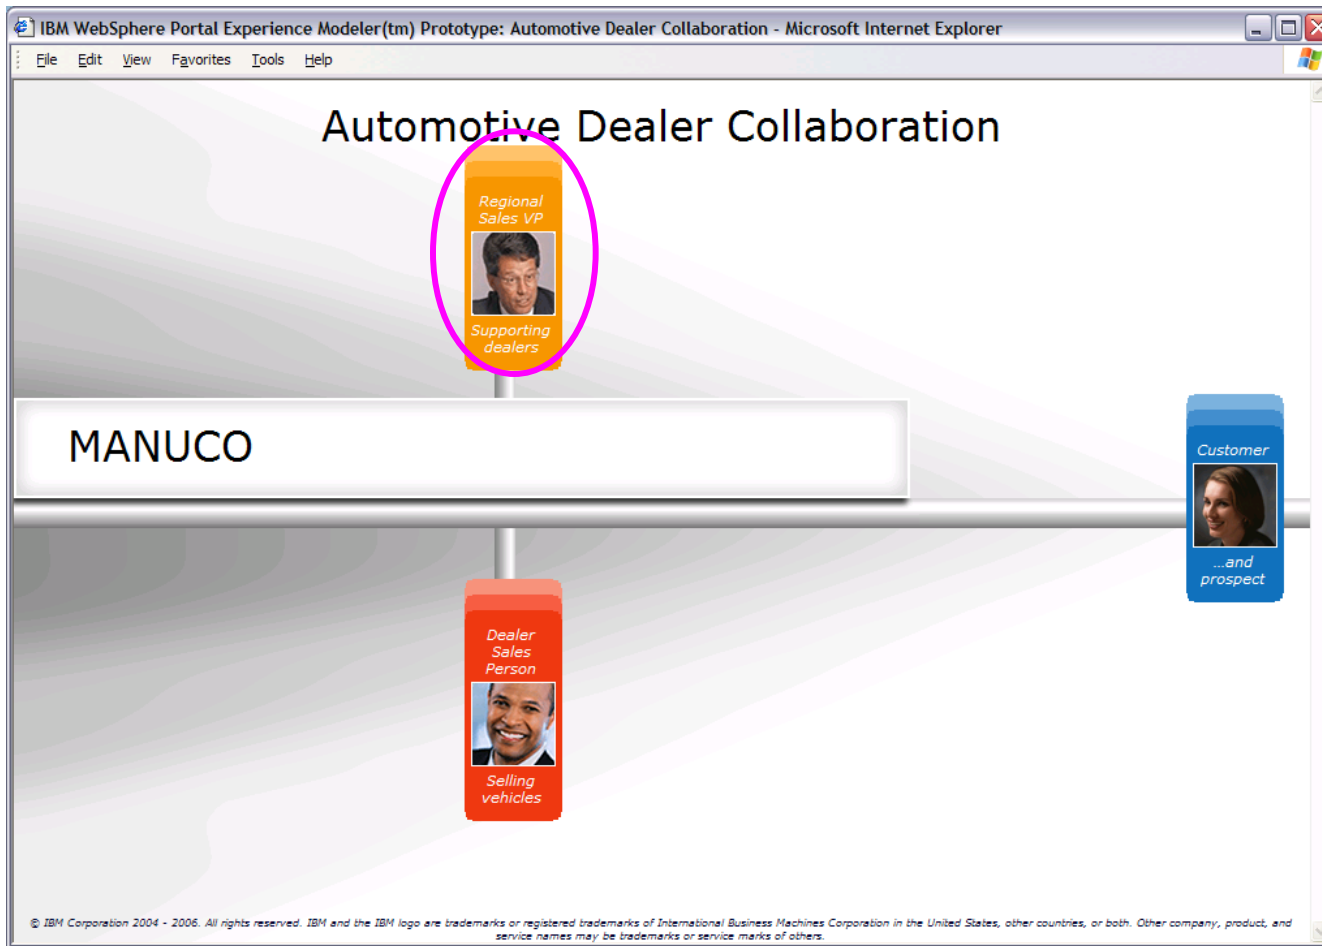 IBM WebSphere Portal Experience Modeler(tm) Prototype: Automotive Dealer Collaboration - Microsoft Internet Explorer
File Edit View Favorites Tools Help
Automotive Dealer Collaboration
Regional
Sales VP
Supporting
dealers
MANUCO
Customer
...and
prospect
Dealer
Sales
Person
Selling
vehicles
© IBM Corporation 2004 - 2006. All rights reserved. IBM and the IBM logo are trademarks or registered trademarks of International Business Machines Corporation in the United States, other countries, or both. Other company, product, and
service names may be trademarks or service marks of others.